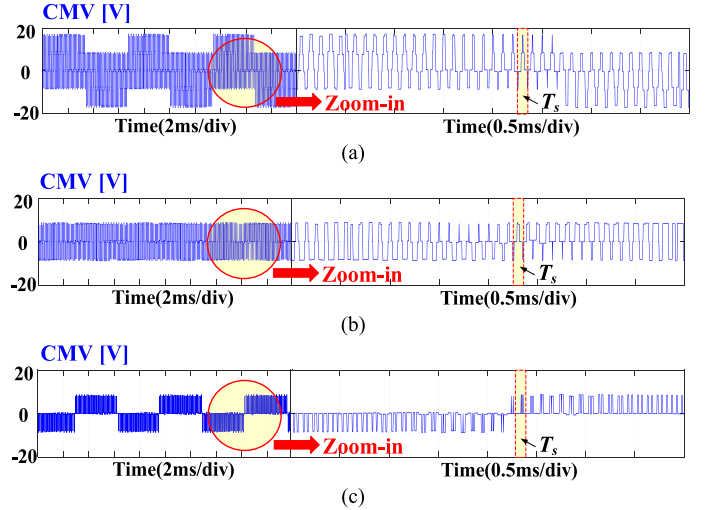 CMV [V]
20
0
-20
Zoom-in
Ts
Time(2ms/div)
Time(0.5ms/div)
(a)
CMV [V]
20
0
-20
Zoom-in
Ts
Time(2ms/div)
Time(0.5ms/div)
(b)
CMV [V]
20
0
-20
Zoom-in
Ts
Time(2ms/div)
Time(0.5ms/div)
(c)